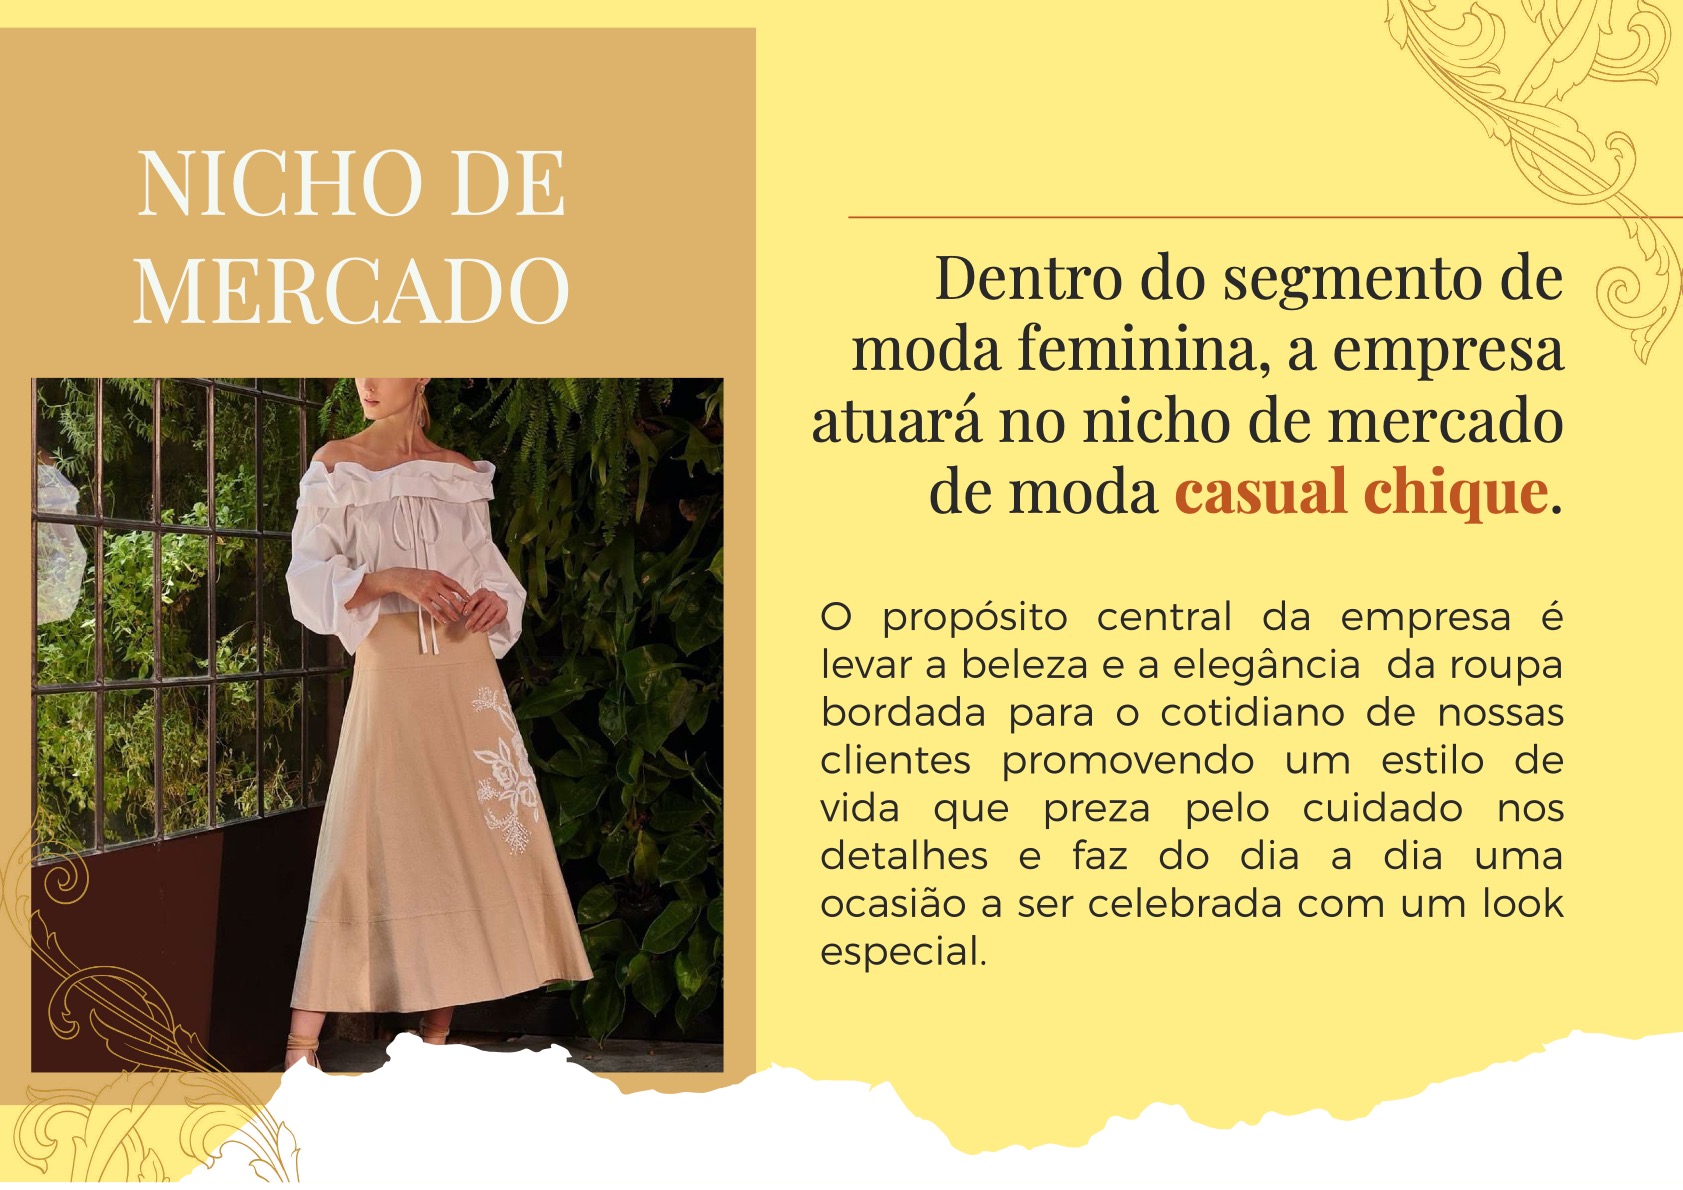 NICHO DE
MERCADO
Dentro do segmento de
moda feminina, a empresa
atuará no nicho de mercado
de moda casual chique.
O propósito central da empresa é
levar a beleza e a elegância  da roupa
bordada para o cotidiano de nossas
clientes promovendo um estilo de
vida que preza pelo cuidado nos
detalhes e faz do dia a dia uma
ocasião a ser celebrada com um look
especial.